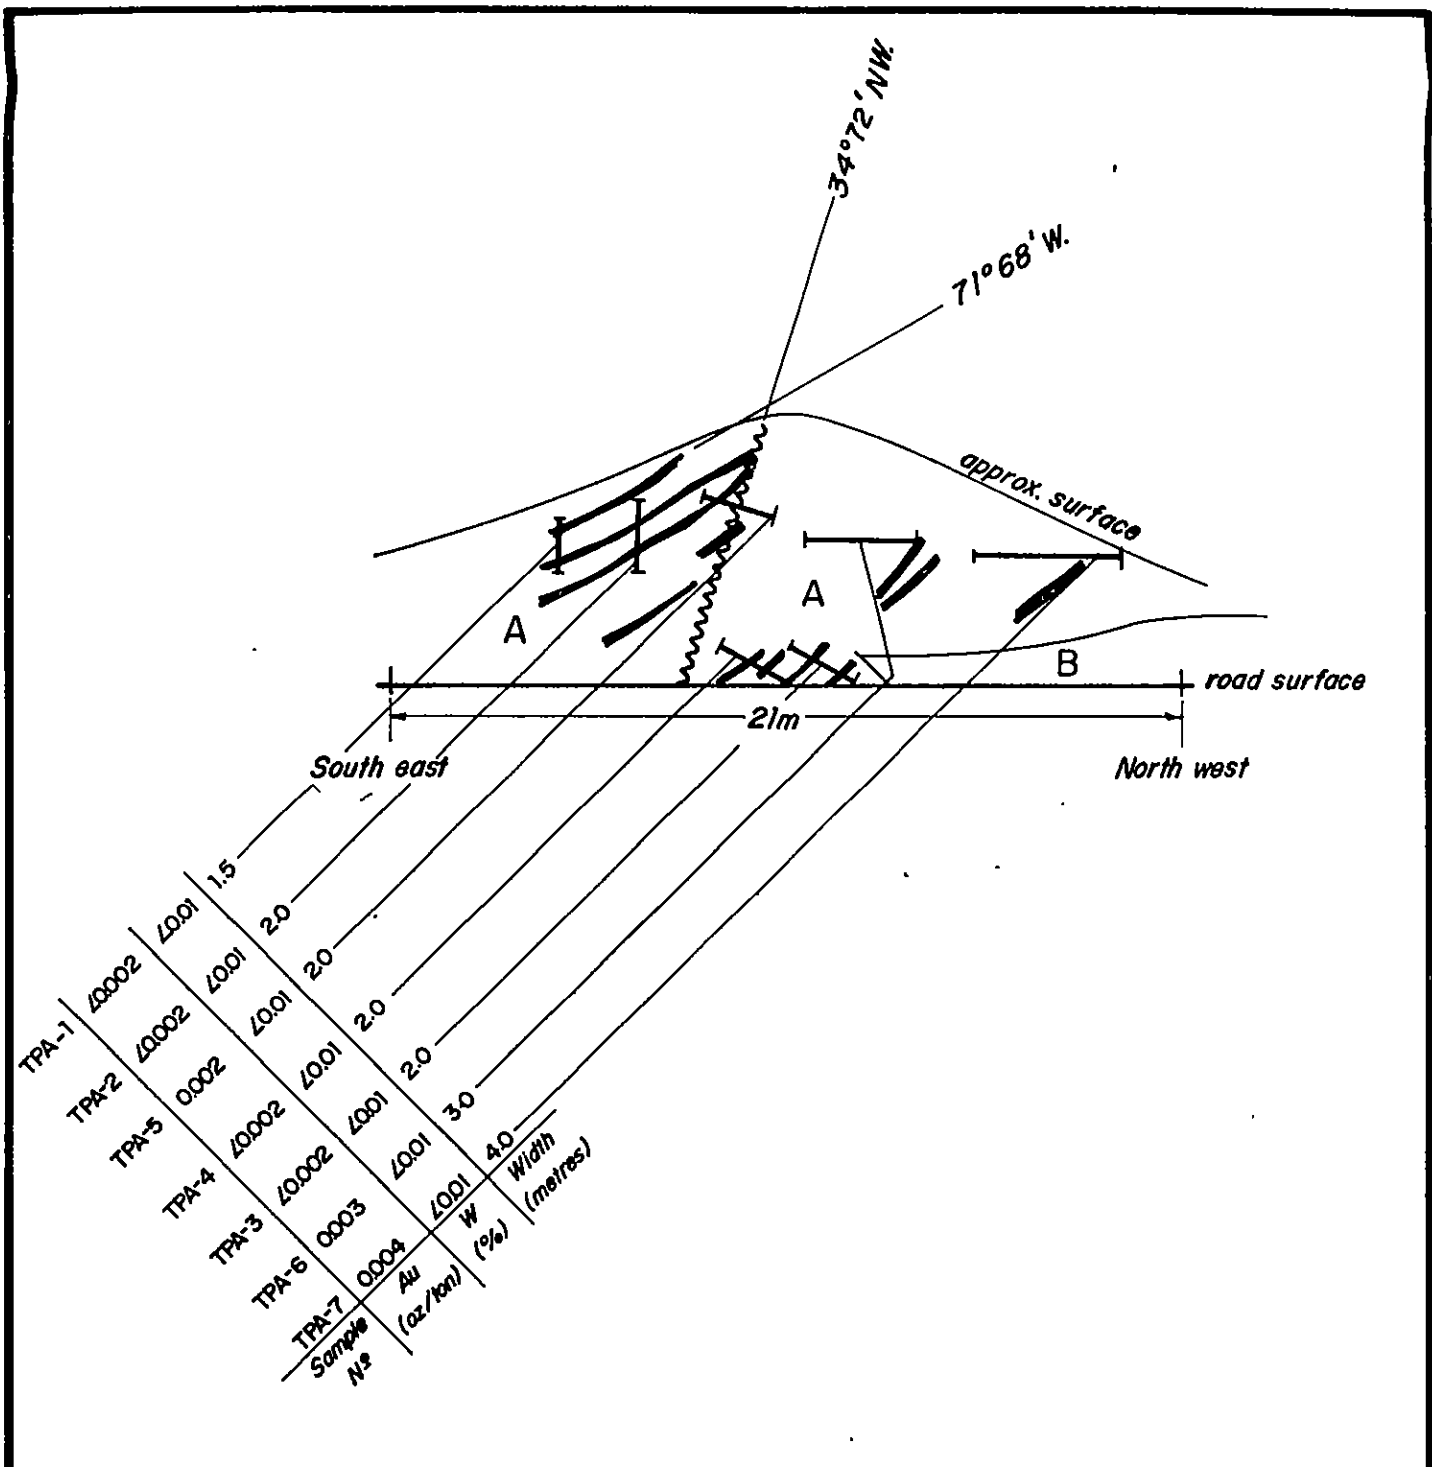 34°72' NW.
71°68' W.
approx. surface
A
A
B
road surface
21m
South east
North west
TPA-1 <0.002 <0.01 1.5
TPA-2 <0.002 <0.01 2.0
TPA-5 0.002 <0.01 2.0
TPA-4 <0.002 <0.01 2.0
TPA-3 <0.002 <0.01 2.0
TPA-6 0.003 <0.01 3.0
TPA-7 0.004 <0.01 4.0
Sample Nº
Au (oz/ton)
W (%)
Width (metres)